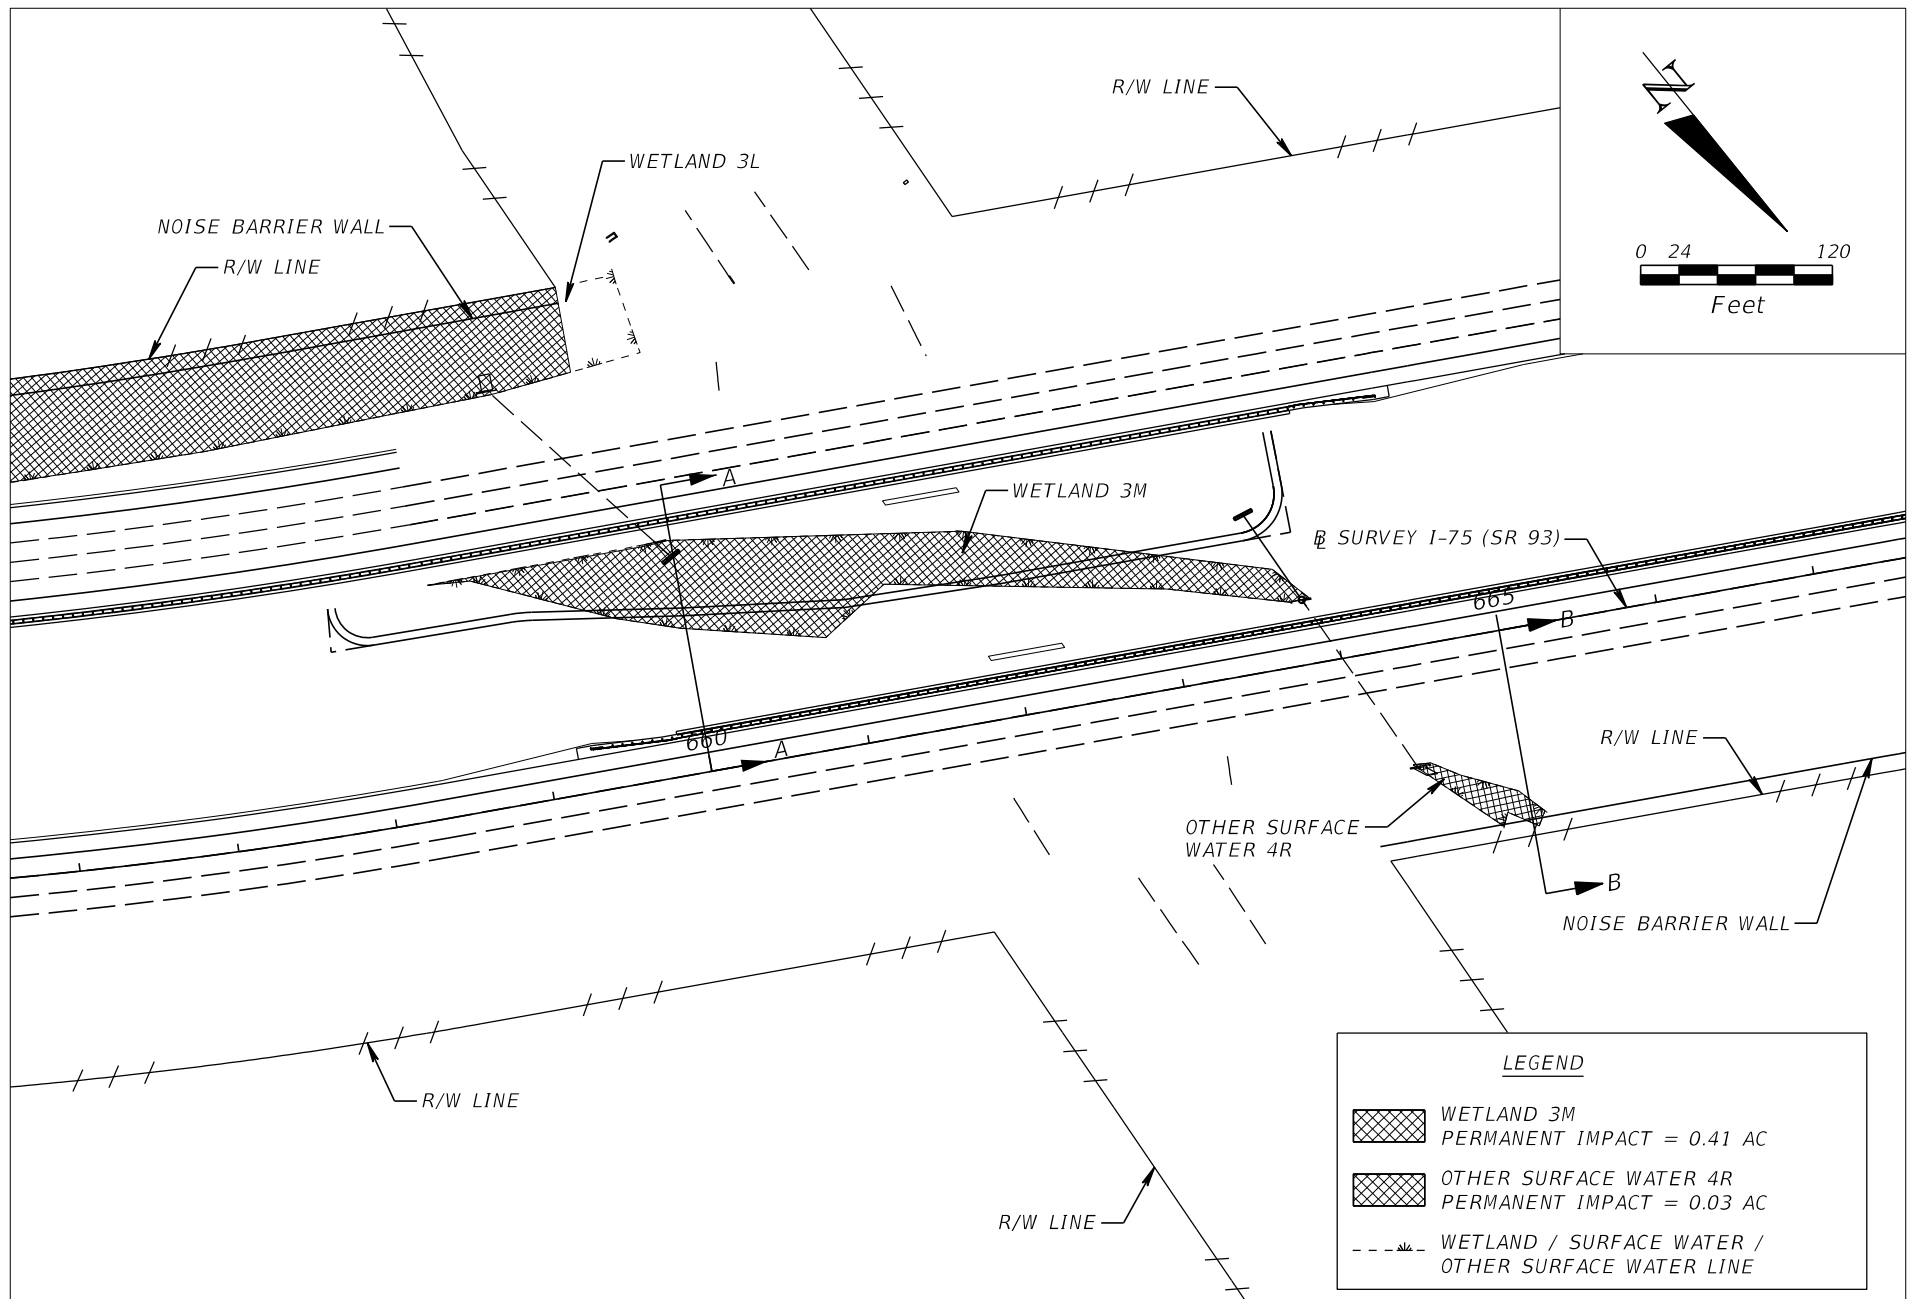 R/W LINE
N
WETLAND 3L
NOISE BARRIER WALL
R/W LINE
0 24 120
Feet
A
WETLAND 3M
B SURVEY I-75 (SR 93)
L
665
B
660
A
R/W LINE
OTHER SURFACE
WATER 4R
B
NOISE BARRIER WALL
R/W LINE
R/W LINE
LEGEND
WETLAND 3M
PERMANENT IMPACT = 0.41 AC
OTHER SURFACE WATER 4R
PERMANENT IMPACT = 0.03 AC
WETLAND / SURFACE WATER /
OTHER SURFACE WATER LINE